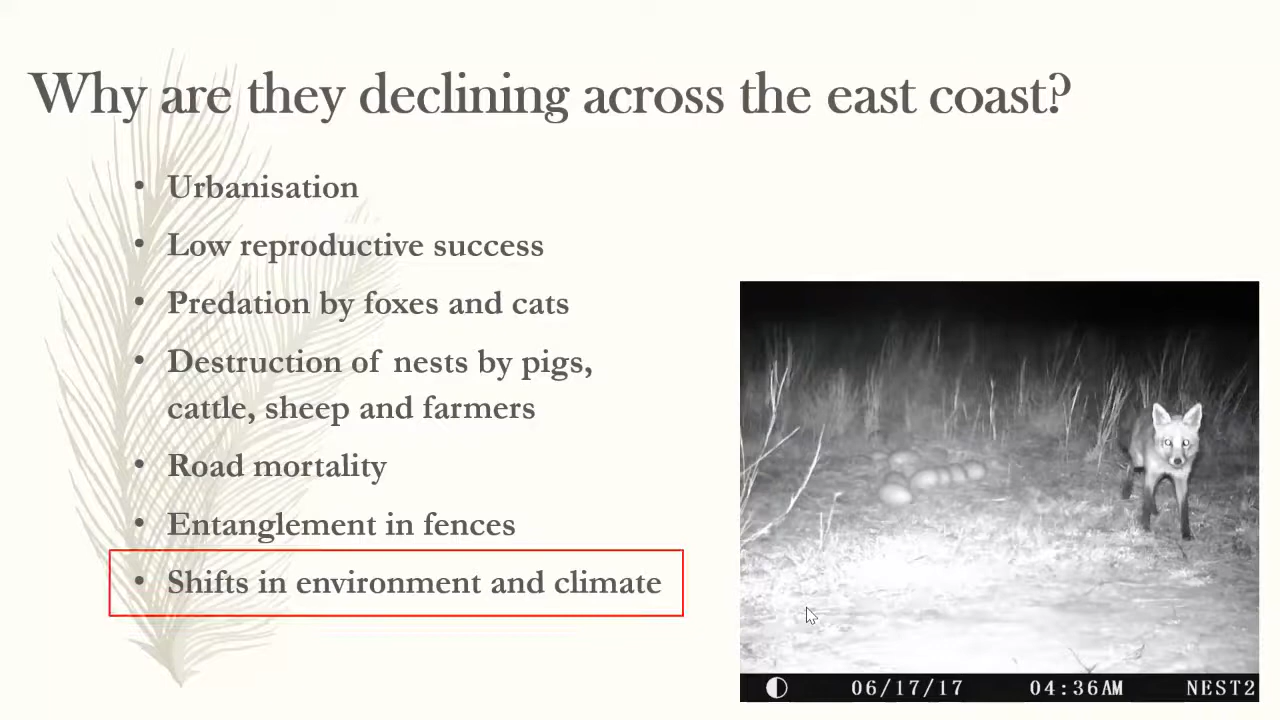 Why are they declining across the east coast?
• Urbanisation
• Low reproductive success
• Predation by foxes and cats
• Destruction of nests by pigs,
cattle, sheep and farmers
• Road mortality
• Entanglement in fences
• Shifts in environment and climate
06/17/17 04:36AM NEST2